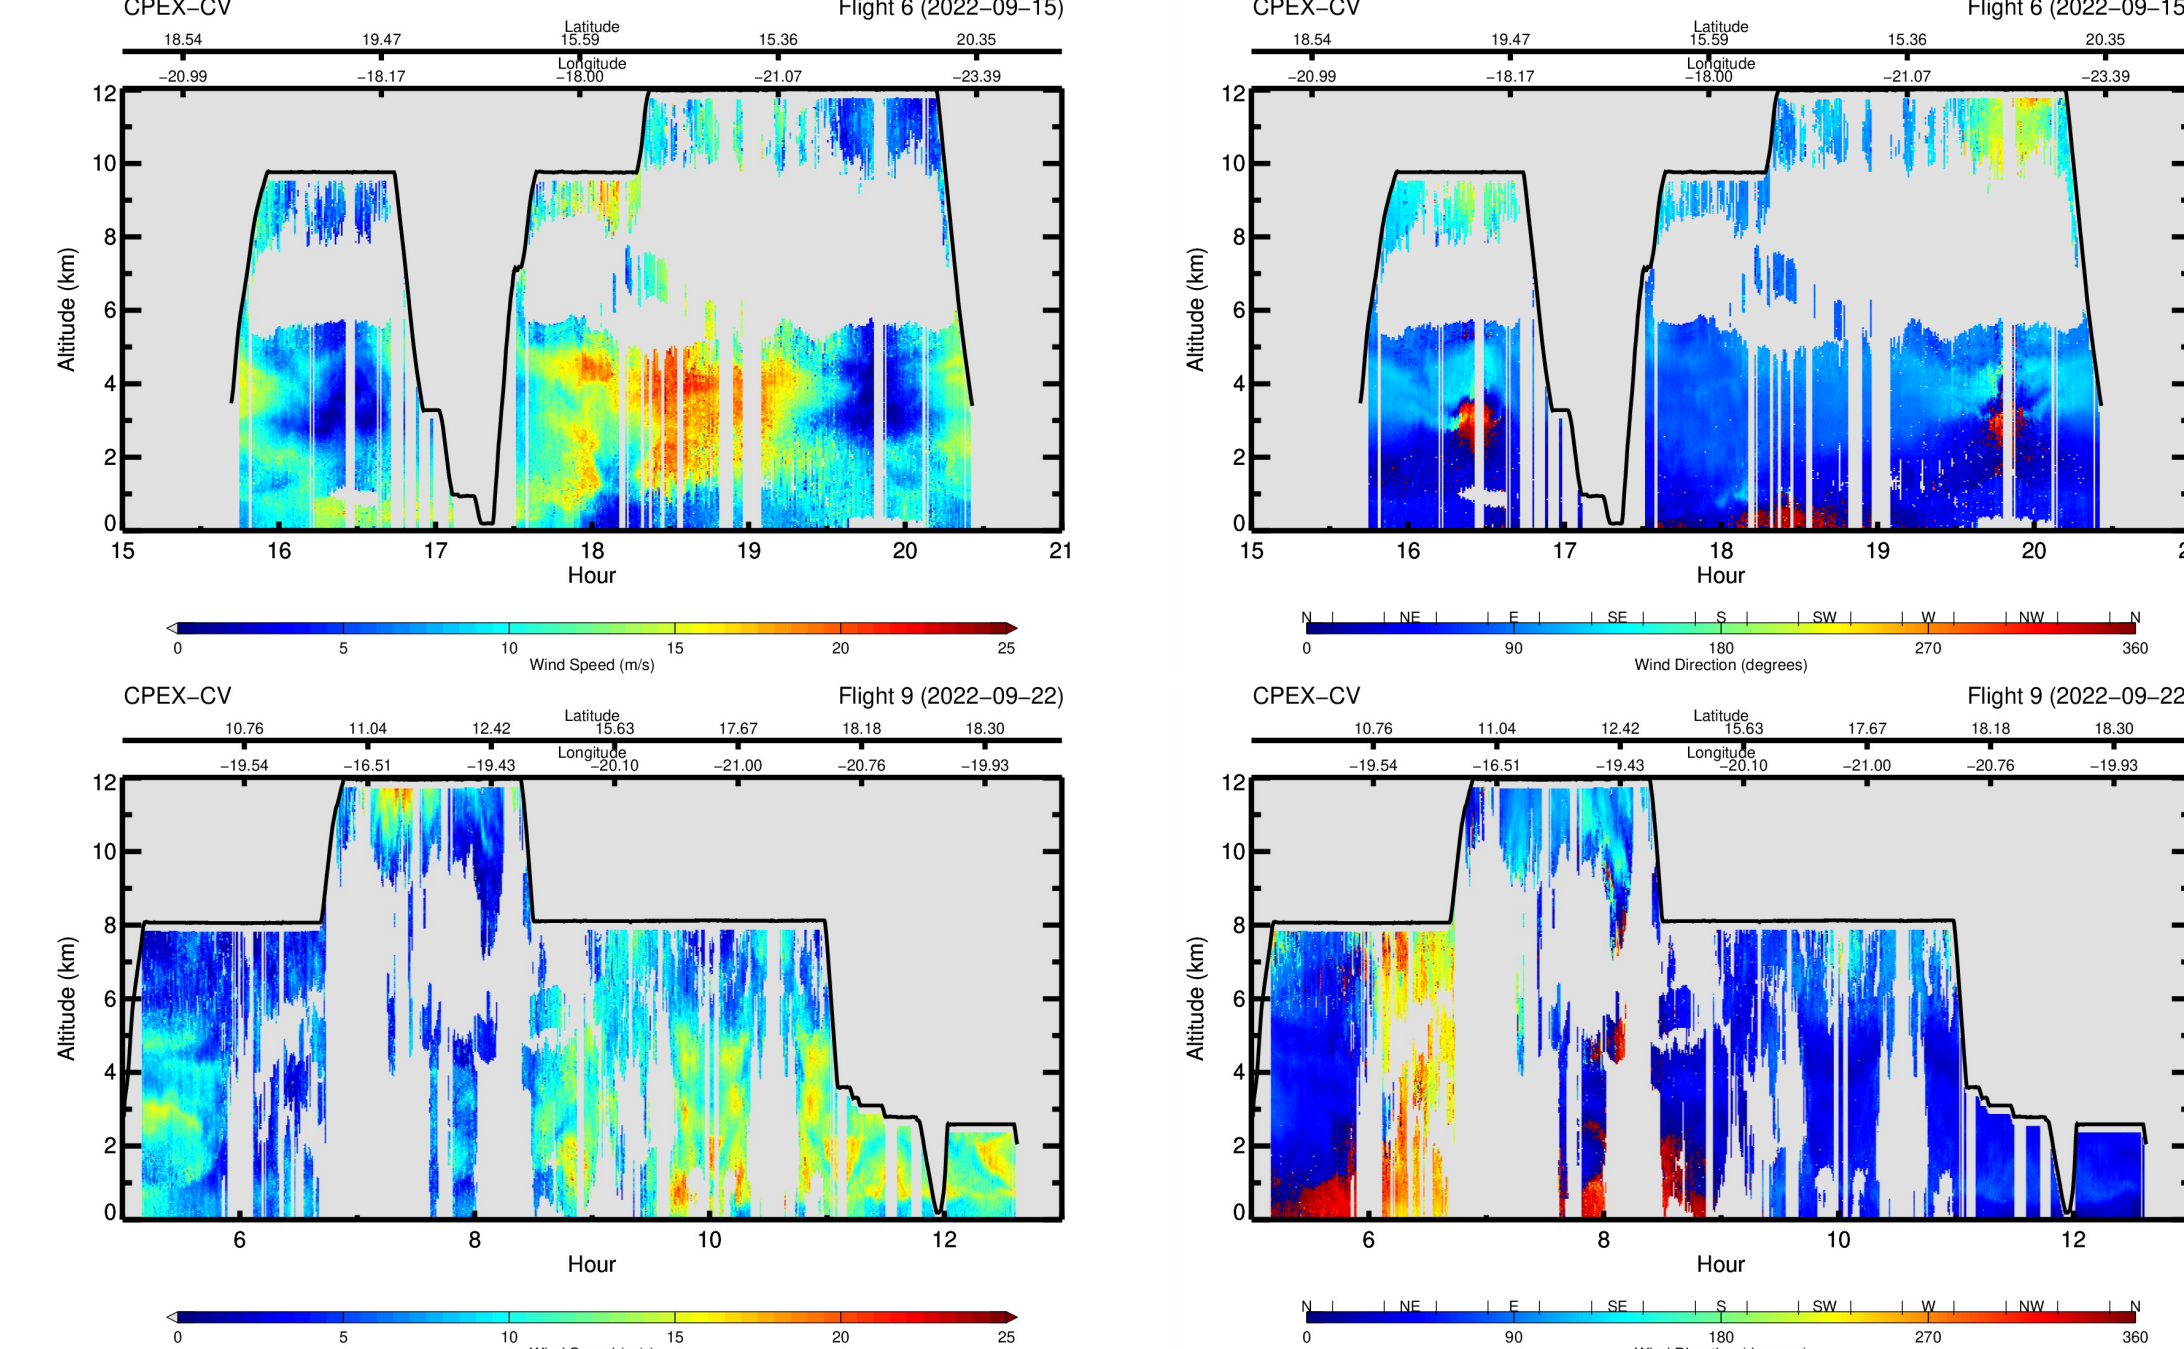 CPEX−CV Flight 6 (2022−09−15)
Latitude
18.54 19.47 15.59 15.36 20.35
Longitude
−20.99 −18.17 −18.00 −21.07 −23.39
Altitude (km)
12
10
8
6
4
2
0
15 16 17 18 19 20 21
Hour
0 5 10 15 20 25
Wind Speed (m/s)
CPEX−CV Flight 6 (2022−09−15
Latitude
18.54 19.47 15.59 15.36 20.35
Longitude
−20.99 −18.17 −18.00 −21.07 −23.39
Altitude (km)
12
10
8
6
4
2
0
15 16 17 18 19 20 2
Hour
N NE E SE S SW W NW N
0 90 180 270 360
Wind Direction (degrees)
CPEX−CV Flight 9 (2022−09−22)
Latitude
10.76 11.04 12.42 15.63 17.67 18.18 18.30
Longitude
−19.54 −16.51 −19.43 −20.10 −21.00 −20.76 −19.93
Altitude (km)
12
10
8
6
4
2
0
6 8 10 12
Hour
0 5 10 15 20 25
CPEX−CV Flight 9 (2022−09−22
Latitude
10.76 11.04 12.42 15.63 17.67 18.18 18.30
Longitude
−19.54 −16.51 −19.43 −20.10 −21.00 −20.76 −19.93
Altitude (km)
12
10
8
6
4
2
0
6 8 10 12
Hour
N NE E SE S SW W NW N
0 90 180 270 360